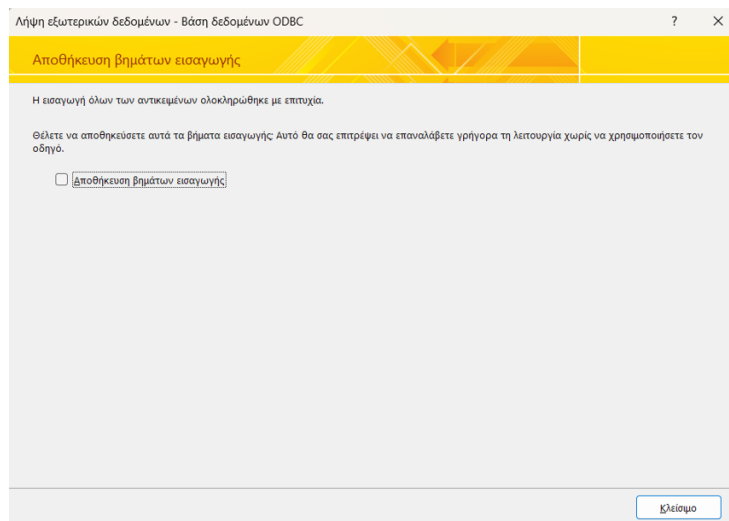 Λήψη εξωτερικών δεδομένων - Βάση δεδομένων ODBC ? ×
Αποθήκευση βημάτων εισαγωγής
Η εισαγωγή όλων των αντικειμένων ολοκληρώθηκε με επιτυχία.
Θέλετε να αποθηκεύσετε αυτά τα βήματα εισαγωγής; Αυτό θα σας επιτρέψει να επαναλάβετε γρήγορα τη λειτουργία χωρίς να χρησιμοποιήσετε τον
οδηγό.
Αποθήκευση βημάτων εισαγωγής
Κλείσιμο